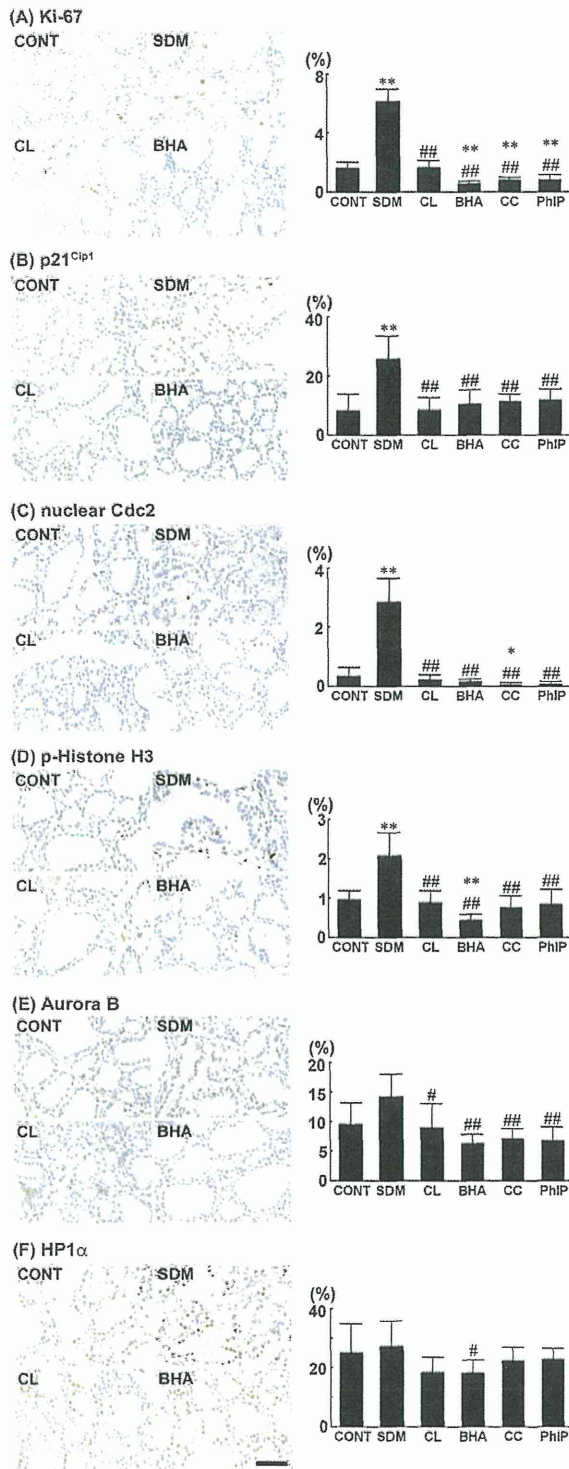 (A) Ki-67
CONT SDM
CL BHA
(%)
8
4
0
** 
## ** ** **
## ## ##
CONT SDM CL BHA CC PhIP
(B) p21Cip1
CONT SDM
CL BHA
(%)
40
20
0
**
## ## ## ##
CONT SDM CL BHA CC PhIP
(C) nuclear Cdc2
CONT SDM
CL BHA
(%)
4
2
0
**
*
## ## ## ##
CONT SDM CL BHA CC PhIP
(D) p-Histone H3
CONT SDM
CL BHA
(%)
3
2
1
0
**
## ** ## ##
##
CONT SDM CL BHA CC PhIP
(E) Aurora B
CONT SDM
CL BHA
(%)
20
15
10
5
0
# ## ## ##
CONT SDM CL BHA CC PhIP
(F) HP1α
CONT SDM
CL BHA
(%)
40
20
0
#
CONT SDM CL BHA CC PhIP